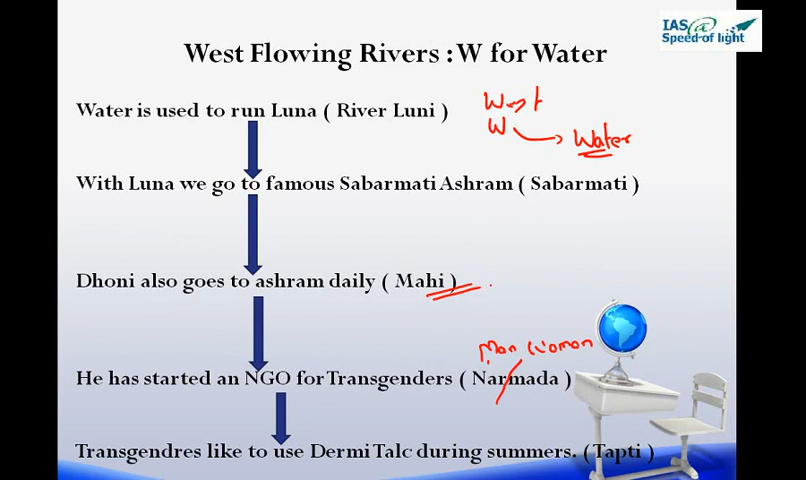 IAS@
Speed of light
West Flowing Rivers : W for Water
Water is used to run Luna ( River Luni )
West
W Water
With Luna we go to famous Sabarmati Ashram ( Sabarmati )
Dhoni also goes to ashram daily ( Mahi )
Man Woman
He has started an NGO for Transgenders ( Narmada )
Transgendres like to use Dermi Talc during summers. ( Tapti )